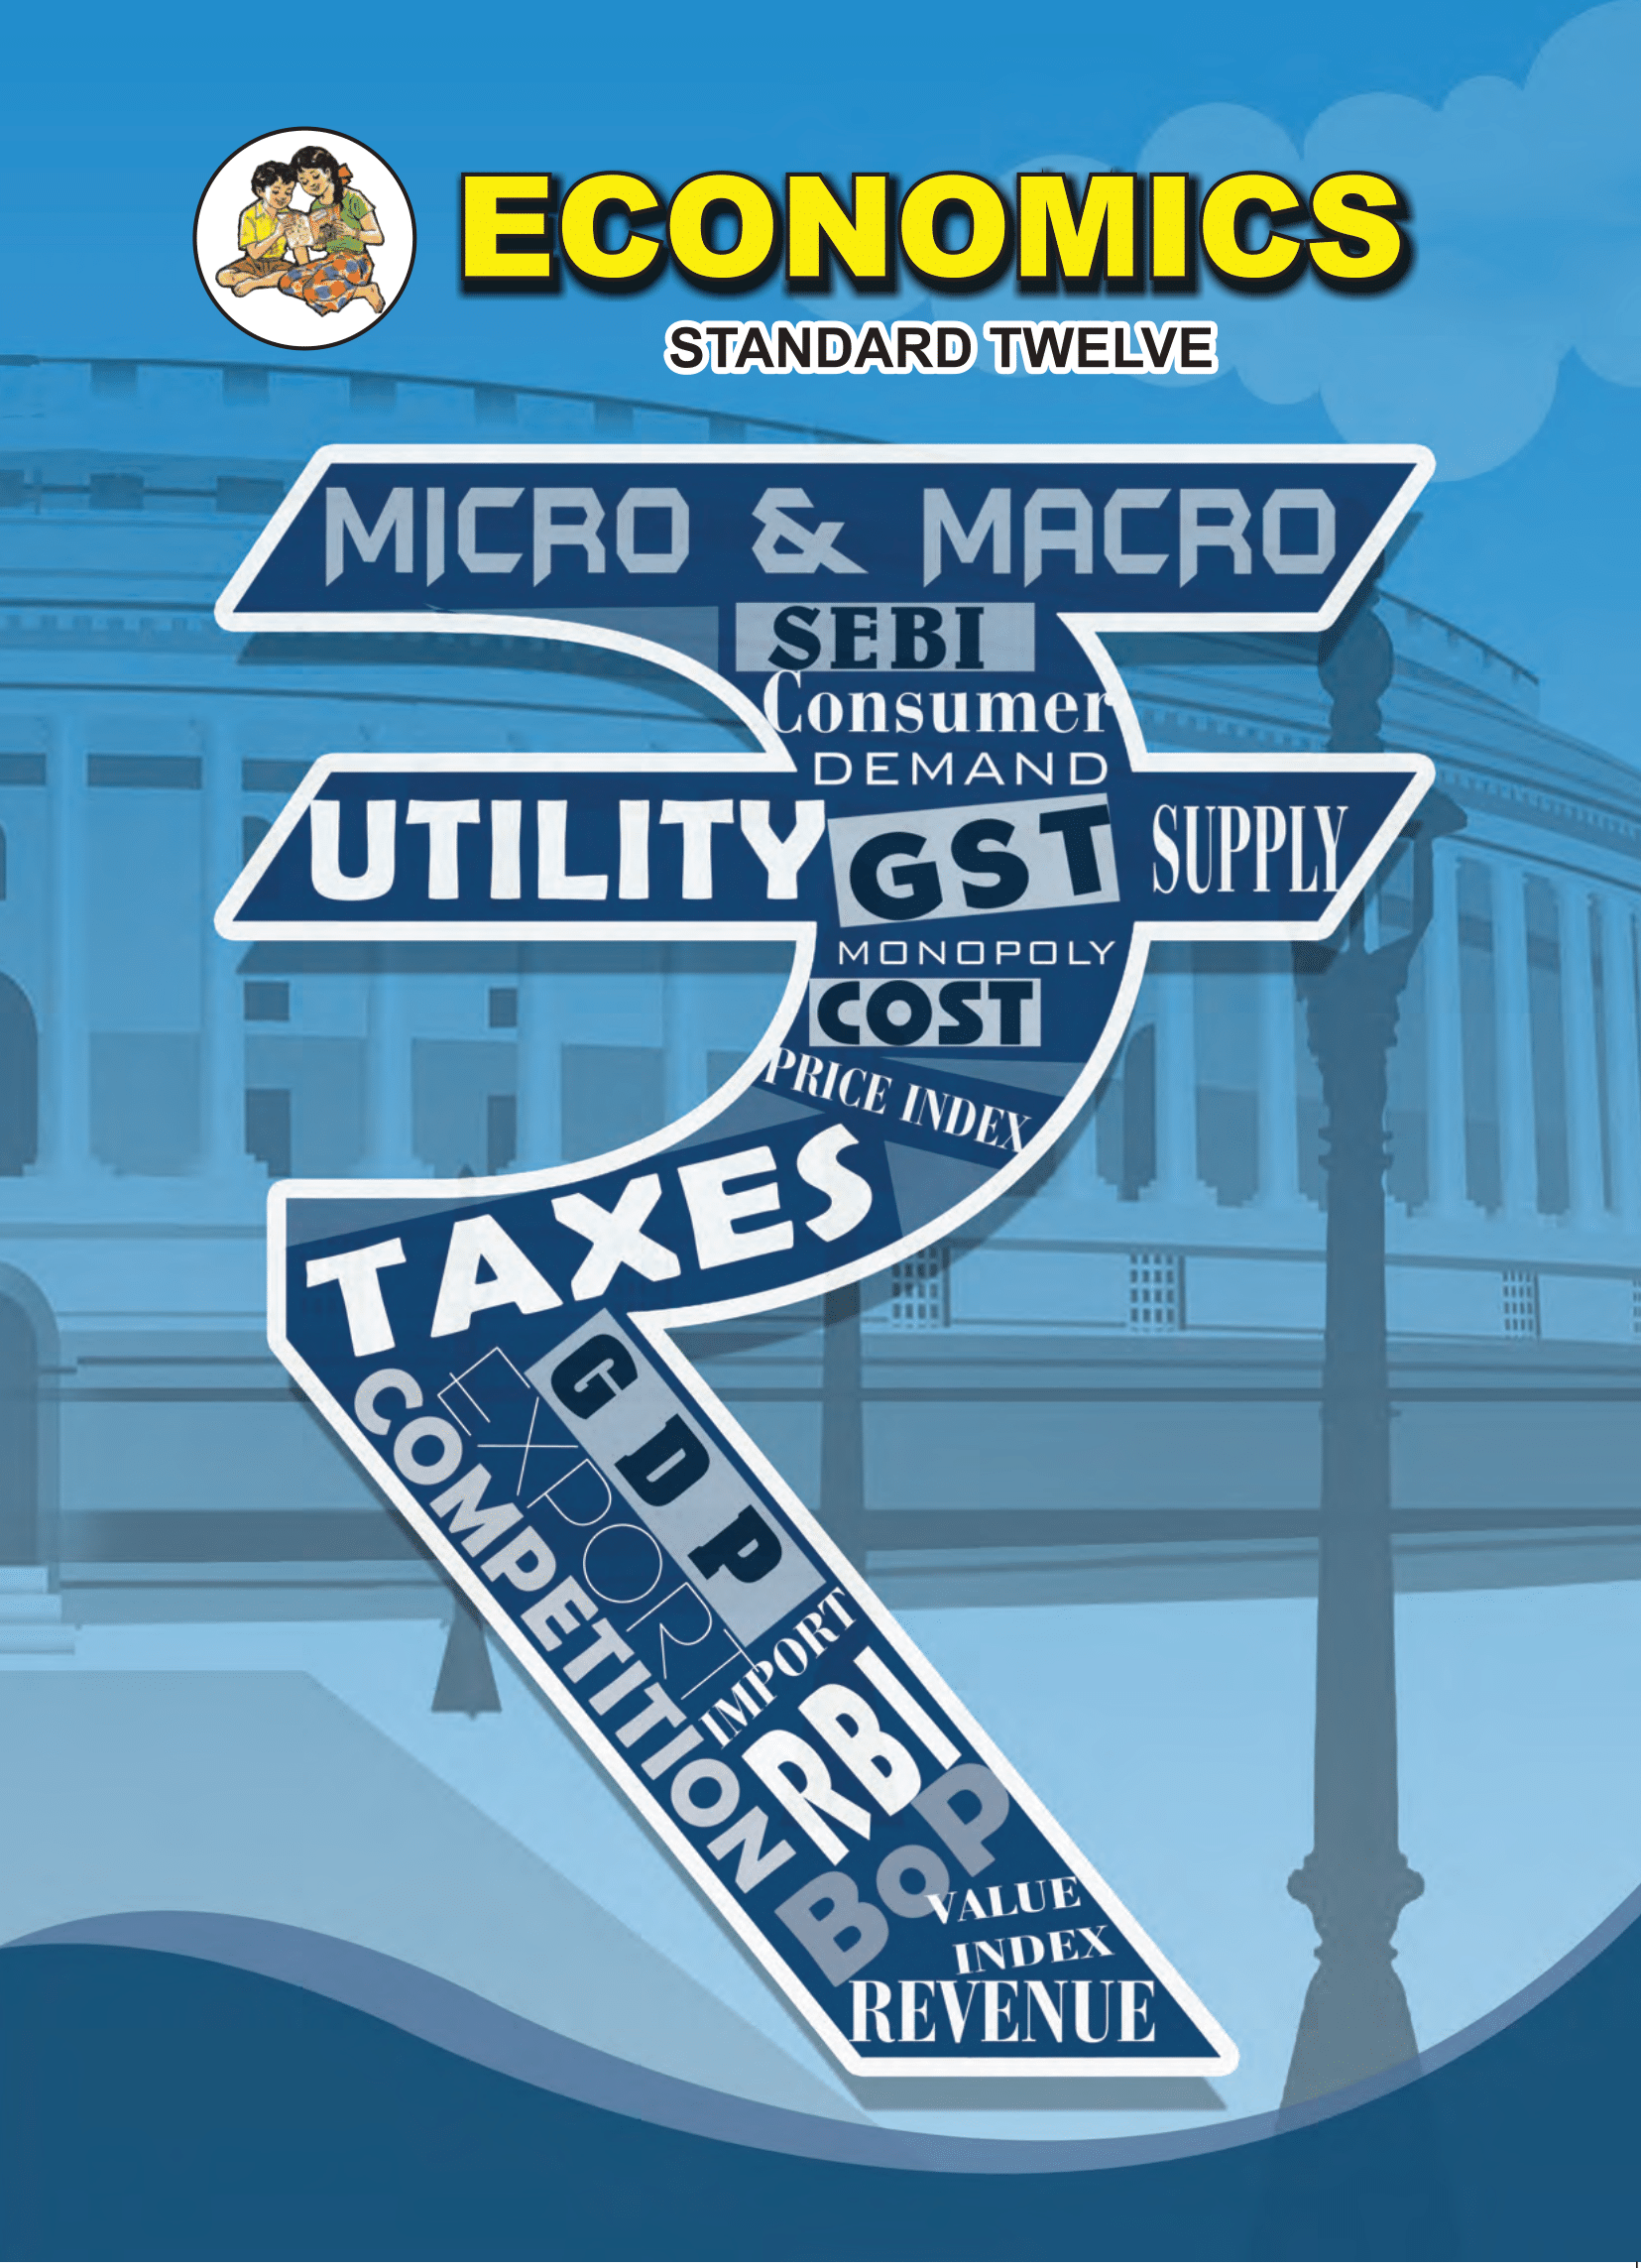 ECONOMICS
STANDARD TWELVE
MICRO & MACRO
SEBI
Consumer
DEMAND
UTILITY
GST
SUPPLY
MONOPOLY
COST
PRICE INDEX
TAXES
GDP
EXPORT
COMPETITION
IMPORT
RBI
BoP
VALUE
INDEX
REVENUE